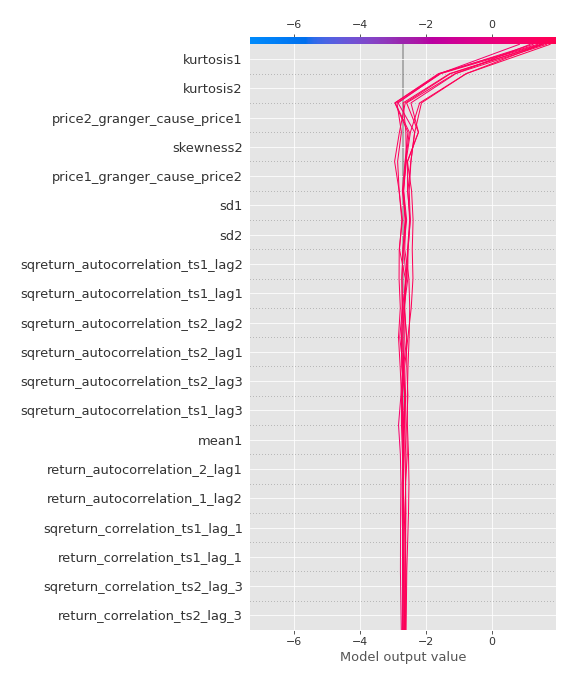 −6 −4 −2 0
kurtosis1
kurtosis2
price2_granger_cause_price1
skewness2
price1_granger_cause_price2
sd1
sd2
sqreturn_autocorrelation_ts1_lag2
sqreturn_autocorrelation_ts1_lag1
sqreturn_autocorrelation_ts2_lag2
sqreturn_autocorrelation_ts2_lag1
sqreturn_autocorrelation_ts2_lag3
sqreturn_autocorrelation_ts1_lag3
mean1
return_autocorrelation_2_lag1
return_autocorrelation_1_lag2
sqreturn_correlation_ts1_lag_1
return_correlation_ts1_lag_1
sqreturn_correlation_ts2_lag_3
return_correlation_ts2_lag_3
−6 −4 −2 0
Model output value